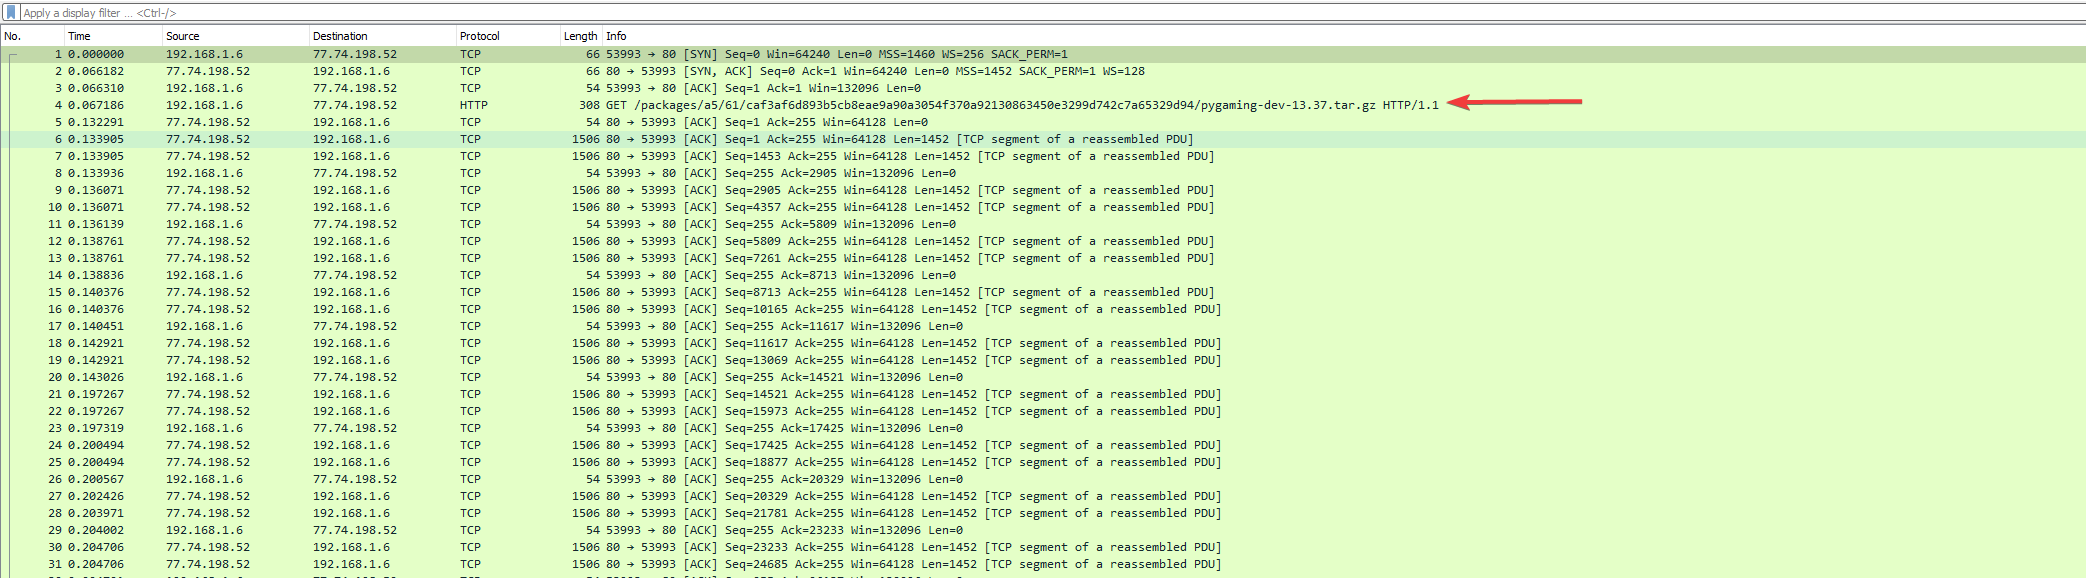 Apply a display filter ... <Ctrl-/>
No. Time Source Destination Protocol Length Info
1 0.000000 192.168.1.6 77.74.198.52 TCP 66 53993 → 80 [SYN] Seq=0 Win=64240 Len=0 MSS=1460 WS=256 SACK_PERM=1
2 0.066182 77.74.198.52 192.168.1.6 TCP 66 80 → 53993 [SYN, ACK] Seq=0 Ack=1 Win=64240 Len=0 MSS=1452 SACK_PERM=1 WS=128
3 0.066310 192.168.1.6 77.74.198.52 TCP 54 53993 → 80 [ACK] Seq=1 Ack=1 Win=132096 Len=0
4 0.067186 192.168.1.6 77.74.198.52 HTTP 308 GET /packages/a5/61/caf3af6d893b5cb8eae9a90a3054f370a92130863450e3299d742c7a65329d94/pygaming-dev-13.37.tar.gz HTTP/1.1
5 0.132291 77.74.198.52 192.168.1.6 TCP 54 80 → 53993 [ACK] Seq=1 Ack=255 Win=64128 Len=0
6 0.133905 77.74.198.52 192.168.1.6 TCP 1506 80 → 53993 [ACK] Seq=1 Ack=255 Win=64128 Len=1452 [TCP segment of a reassembled PDU]
7 0.133905 77.74.198.52 192.168.1.6 TCP 1506 80 → 53993 [ACK] Seq=1453 Ack=255 Win=64128 Len=1452 [TCP segment of a reassembled PDU]
8 0.133936 192.168.1.6 77.74.198.52 TCP 54 53993 → 80 [ACK] Seq=255 Ack=2905 Win=132096 Len=0
9 0.136071 77.74.198.52 192.168.1.6 TCP 1506 80 → 53993 [ACK] Seq=2905 Ack=255 Win=64128 Len=1452 [TCP segment of a reassembled PDU]
10 0.136071 77.74.198.52 192.168.1.6 TCP 1506 80 → 53993 [ACK] Seq=4357 Ack=255 Win=64128 Len=1452 [TCP segment of a reassembled PDU]
11 0.136139 192.168.1.6 77.74.198.52 TCP 54 53993 → 80 [ACK] Seq=255 Ack=5809 Win=132096 Len=0
12 0.138761 77.74.198.52 192.168.1.6 TCP 1506 80 → 53993 [ACK] Seq=5809 Ack=255 Win=64128 Len=1452 [TCP segment of a reassembled PDU]
13 0.138761 77.74.198.52 192.168.1.6 TCP 1506 80 → 53993 [ACK] Seq=7261 Ack=255 Win=64128 Len=1452 [TCP segment of a reassembled PDU]
14 0.138836 192.168.1.6 77.74.198.52 TCP 54 53993 → 80 [ACK] Seq=255 Ack=8713 Win=132096 Len=0
15 0.140376 77.74.198.52 192.168.1.6 TCP 1506 80 → 53993 [ACK] Seq=8713 Ack=255 Win=64128 Len=1452 [TCP segment of a reassembled PDU]
16 0.140376 77.74.198.52 192.168.1.6 TCP 1506 80 → 53993 [ACK] Seq=10165 Ack=255 Win=64128 Len=1452 [TCP segment of a reassembled PDU]
17 0.140451 192.168.1.6 77.74.198.52 TCP 54 53993 → 80 [ACK] Seq=255 Ack=11617 Win=132096 Len=0
18 0.142921 77.74.198.52 192.168.1.6 TCP 1506 80 → 53993 [ACK] Seq=11617 Ack=255 Win=64128 Len=1452 [TCP segment of a reassembled PDU]
19 0.142921 77.74.198.52 192.168.1.6 TCP 1506 80 → 53993 [ACK] Seq=13069 Ack=255 Win=64128 Len=1452 [TCP segment of a reassembled PDU]
20 0.143026 192.168.1.6 77.74.198.52 TCP 54 53993 → 80 [ACK] Seq=255 Ack=14521 Win=132096 Len=0
21 0.197267 77.74.198.52 192.168.1.6 TCP 1506 80 → 53993 [ACK] Seq=14521 Ack=255 Win=64128 Len=1452 [TCP segment of a reassembled PDU]
22 0.197267 77.74.198.52 192.168.1.6 TCP 1506 80 → 53993 [ACK] Seq=15973 Ack=255 Win=64128 Len=1452 [TCP segment of a reassembled PDU]
23 0.197319 192.168.1.6 77.74.198.52 TCP 54 53993 → 80 [ACK] Seq=255 Ack=17425 Win=132096 Len=0
24 0.200494 77.74.198.52 192.168.1.6 TCP 1506 80 → 53993 [ACK] Seq=17425 Ack=255 Win=64128 Len=1452 [TCP segment of a reassembled PDU]
25 0.200494 77.74.198.52 192.168.1.6 TCP 1506 80 → 53993 [ACK] Seq=18877 Ack=255 Win=64128 Len=1452 [TCP segment of a reassembled PDU]
26 0.200567 192.168.1.6 77.74.198.52 TCP 54 53993 → 80 [ACK] Seq=255 Ack=20329 Win=132096 Len=0
27 0.202426 77.74.198.52 192.168.1.6 TCP 1506 80 → 53993 [ACK] Seq=20329 Ack=255 Win=64128 Len=1452 [TCP segment of a reassembled PDU]
28 0.203971 77.74.198.52 192.168.1.6 TCP 1506 80 → 53993 [ACK] Seq=21781 Ack=255 Win=64128 Len=1452 [TCP segment of a reassembled PDU]
29 0.204002 192.168.1.6 77.74.198.52 TCP 54 53993 → 80 [ACK] Seq=255 Ack=23233 Win=132096 Len=0
30 0.204706 77.74.198.52 192.168.1.6 TCP 1506 80 → 53993 [ACK] Seq=23233 Ack=255 Win=64128 Len=1452 [TCP segment of a reassembled PDU]
31 0.204706 77.74.198.52 192.168.1.6 TCP 1506 80 → 53993 [ACK] Seq=24685 Ack=255 Win=64128 Len=1452 [TCP segment of a reassembled PDU]